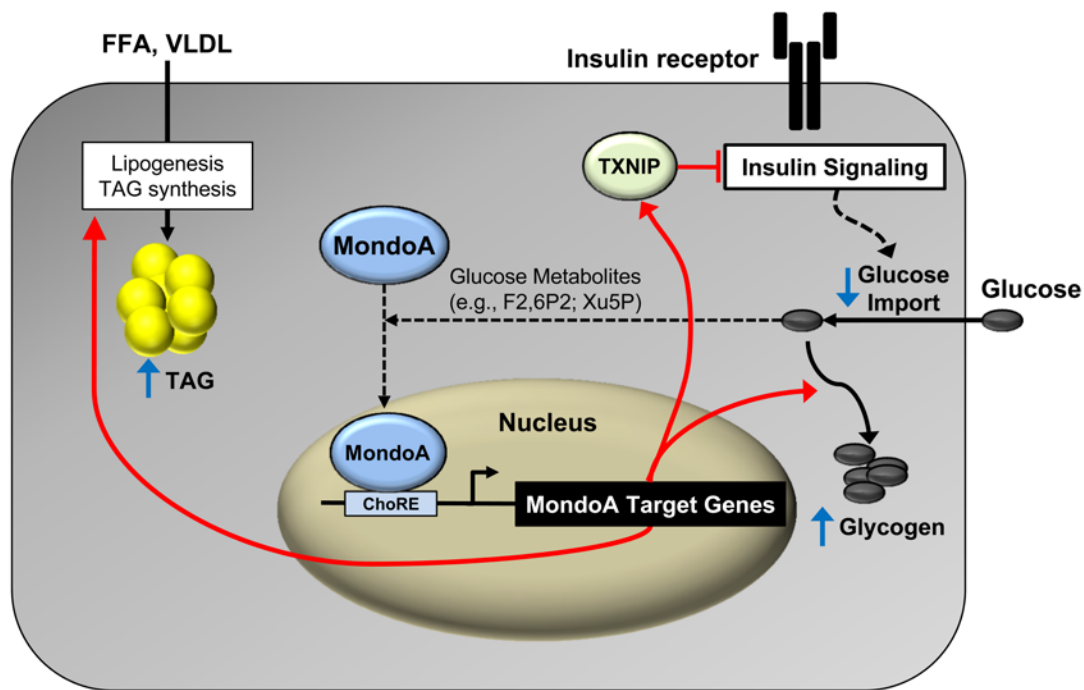 FFA, VLDL
Insulin receptor
Lipogenesis
TAG synthesis
TXNIP
Insulin Signaling
MondoA
Glucose Metabolites
(e.g., F2,6P2; Xu5P)
Glucose
Import
Glucose
TAG
Nucleus
MondoA
ChoRE
MondoA Target Genes
Glycogen